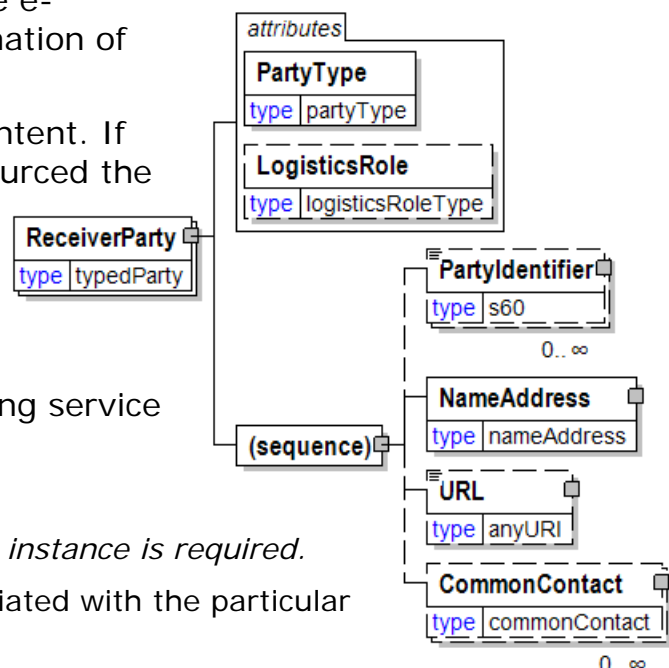 e e-
nation of
ntent. If
urced the
ng service
instance is required.
iated with the particular
attributes
PartyType
type partyType
LogisticsRole
type logisticsRoleType
ReceiverParty
type typedParty
(sequence)
PartyIdentifier
type s60
0.. ∞
NameAddress
type nameAddress
URL
type anyURI
CommonContact
type commonContact
0.. ∞